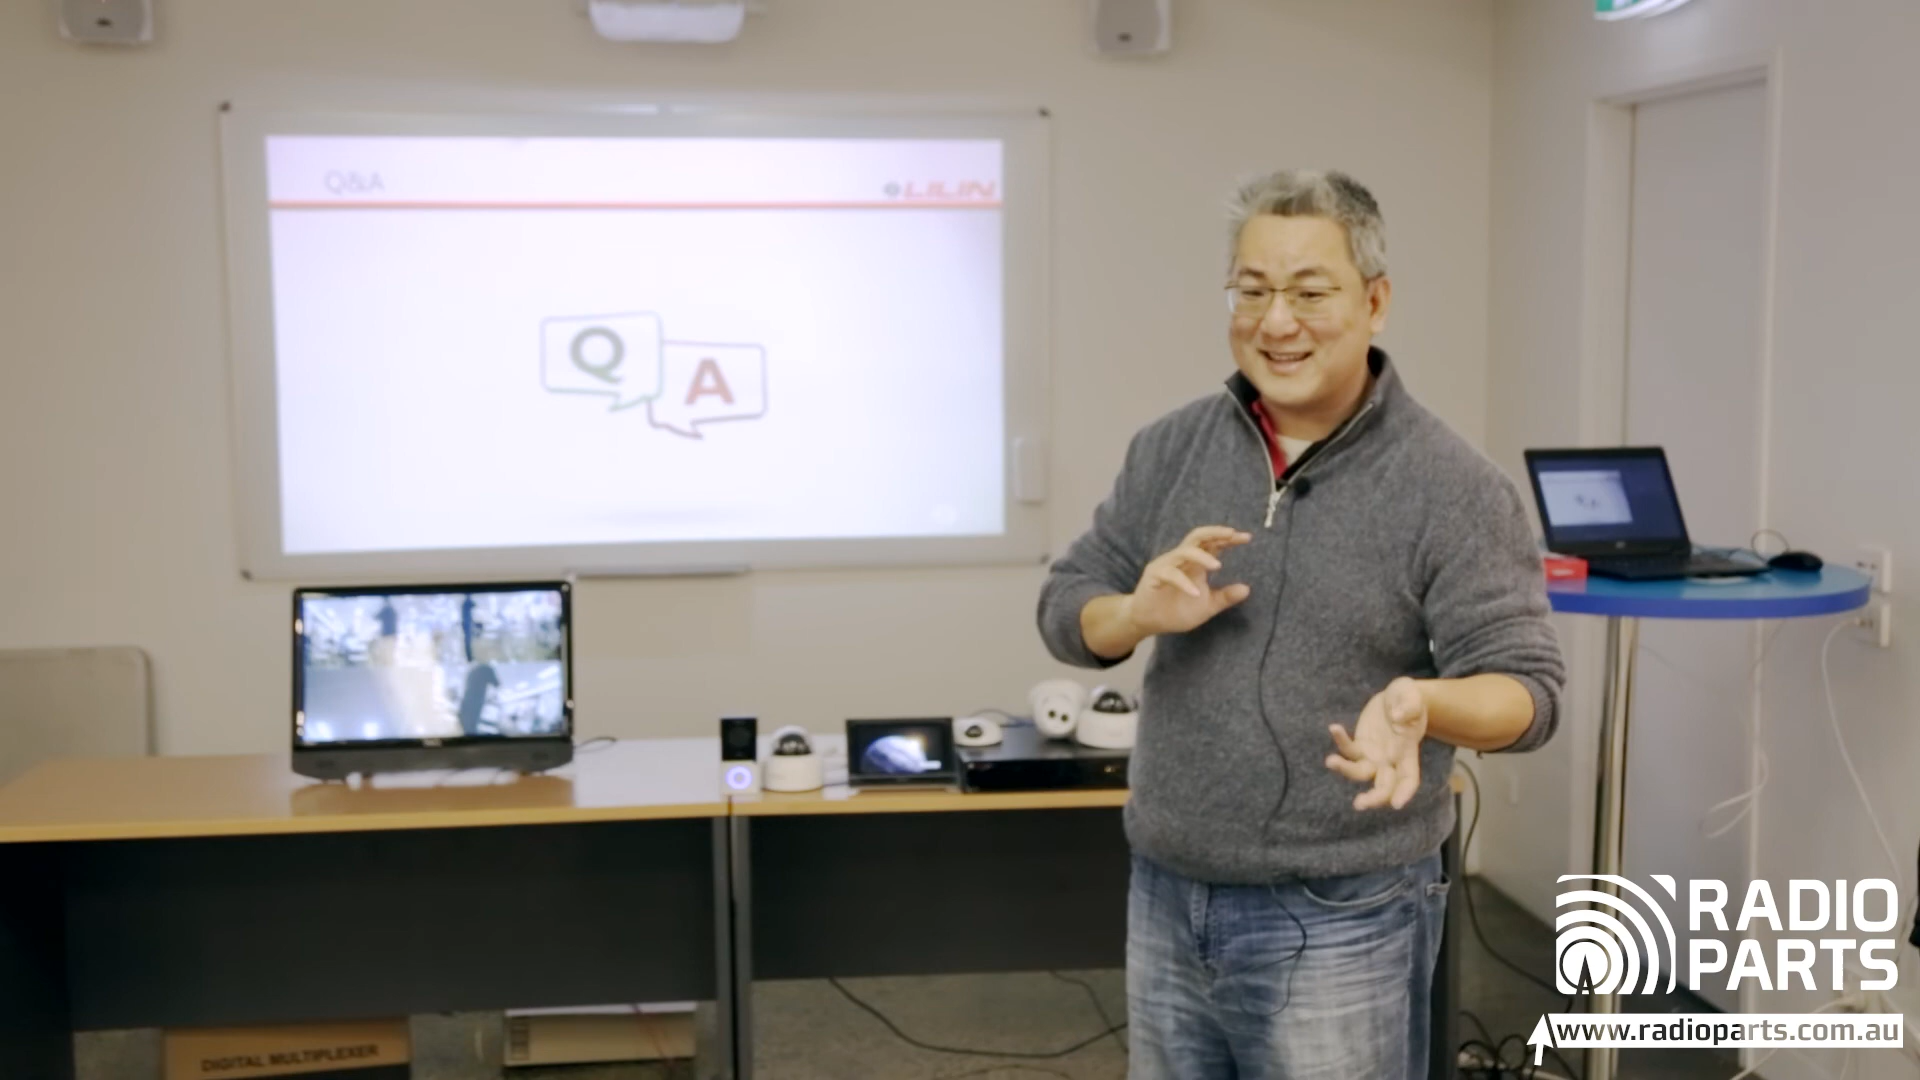 Q&A
LILIN
Q
A
DIGITAL MULTIPLEXER
RADIO
PARTS
www.radioparts.com.au